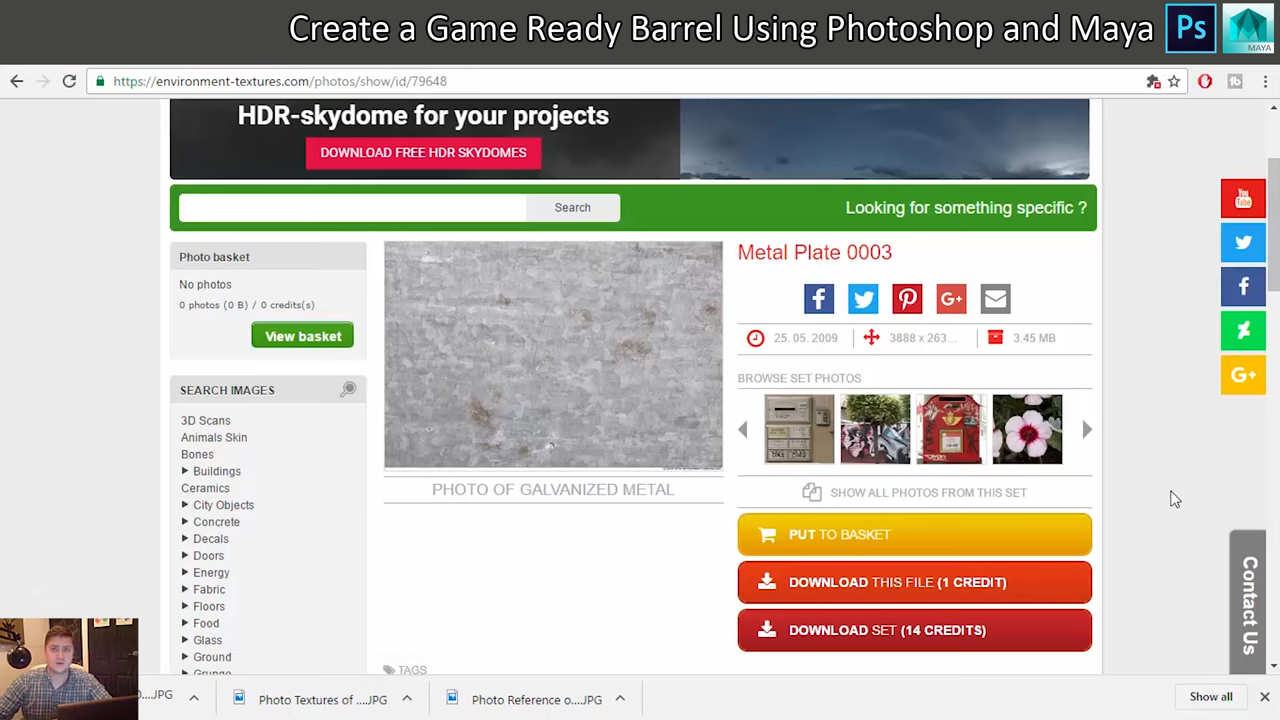 Create a Game Ready Barrel Using Photoshop and Maya
Ps
MAYA
https://environment-textures.com/photos/show/id/79648
HDR-skydome for your projects
DOWNLOAD FREE HDR SKYDOMES
Search
Looking for something specific ?
You Tube
Photo basket
No photos
0 photos (0 B) / 0 credits(s)
View basket
Metal Plate 0003
G+
25. 05. 2009
3888 x 263...
3.45 MB
BROWSE SET PHOTOS
G+
SEARCH IMAGES
3D Scans
Animals Skin
Bones
Buildings
Ceramics
City Objects
Concrete
Decals
Doors
Energy
Fabric
Floors
Food
Glass
Ground
Grunge
PHOTO OF GALVANIZED METAL
SHOW ALL PHOTOS FROM THIS SET
PUT TO BASKET
DOWNLOAD THIS FILE (1 CREDIT)
DOWNLOAD SET (14 CREDITS)
Contact Us
TAGS
....JPG
Photo Textures of ....JPG
Photo Reference o....JPG
Show all